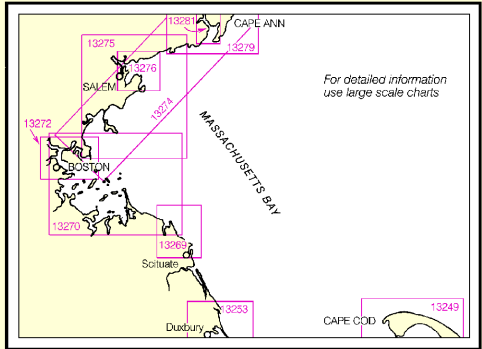 13281
CAPE ANN
13275
13279
13276
SALEM
For detailed information
use large scale charts
13274
13272
MASSACHUSETTS BAY
BOSTON
13270
13269
Scituate
13253
13249
CAPE COD
Duxbury